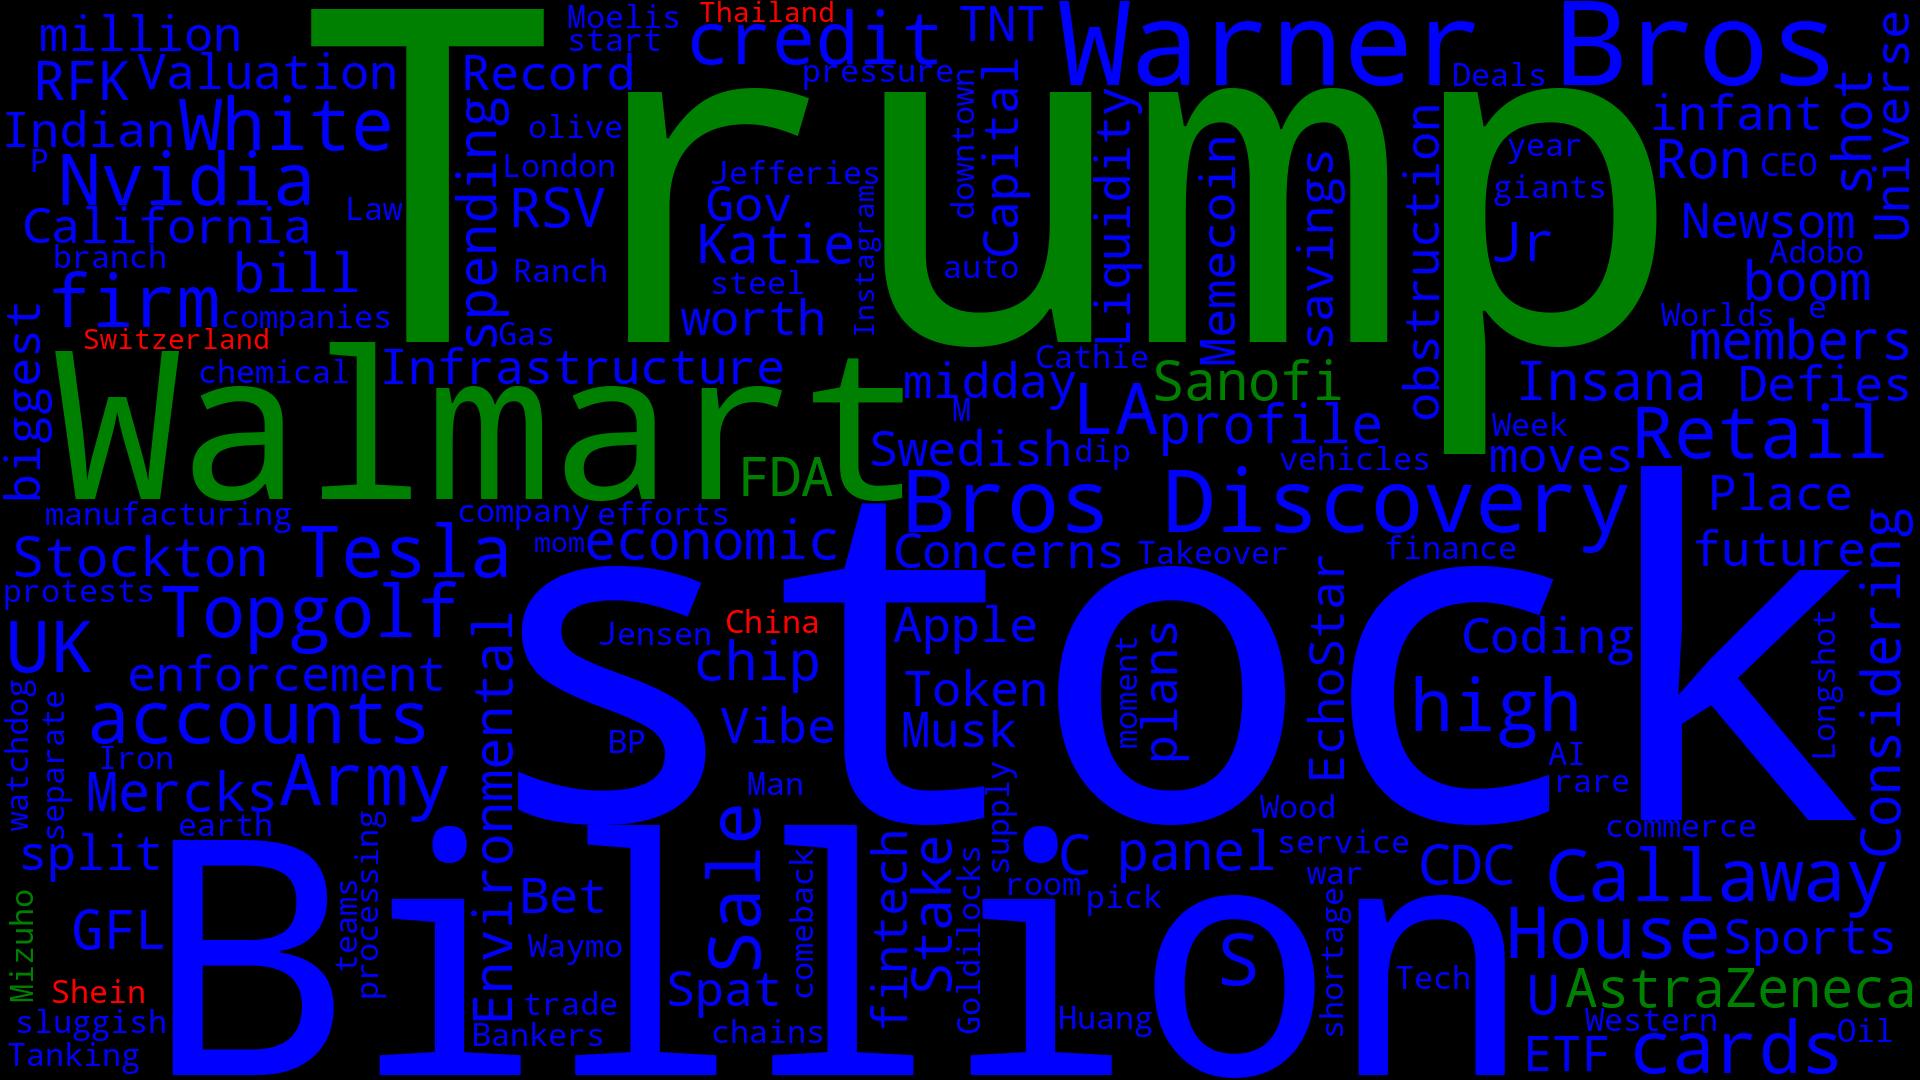 million
Moelis
Thailand
start
credit
TNT
Warner Bros
Universe
RFK
Valuation
Record
pressure
Deals
Trump
Indian
White
olive
downtown
Capital
Liquidity
infant
shot
P
Nvidia
spending
London
Jefferies
Memecoin
savings
obstruction
year
Ron
CEO
California
Law
RSV
Gov
Instagram
giants
Newsom
branch
bill
Ranch
Katie
auto
Jr
Adobo
firm
companies
steel
boom
Gas
worth
Worlds
e
Switzerland
members
biggest
Walmart
chemical
Infrastructure
Cathie
midday
Sanofi
Insana
Defies
M
LA
profile
Week
Retail
FDA
Swedish
dip
vehicles
moves
manufacturing
company
efforts
Bros Discovery
Place
Stockton
Tesla
mom
economic
Concerns
Takeover
finance
future
protests
Topgolf
stock
Considering
UK
Jensen
China
Apple
Coding
enforcement
Environmental
chip
moment
plans
EchoStar
Longshot
watchdog
separate
accounts
Token
high
BP
Vibe
Musk
Iron
AI
Mercks
Army
Man
rare
earth
Sale
supply
Wood
commerce
split
processing
C
panel
service
CDC
Callaway
Billion
teams
Bet
comeback
fintech
Stake
Goldilocks
room
pick
war
shortage
Mizuho
GFL
Waymo
S
House
Sports
Shein
Spat
Tech
U
AstraZeneca
sluggish
trade
Huang
Western
Tanking
Bankers
chains
ETF
cards
Oil